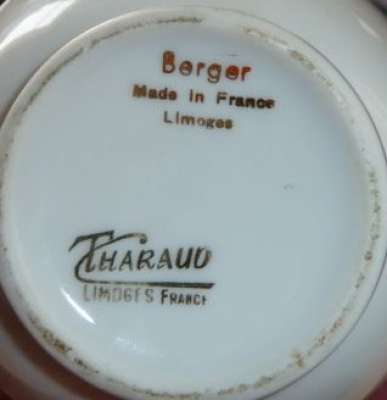 Berger
Made in France
Limoges
THARAUD
LIMOGES FRANCE